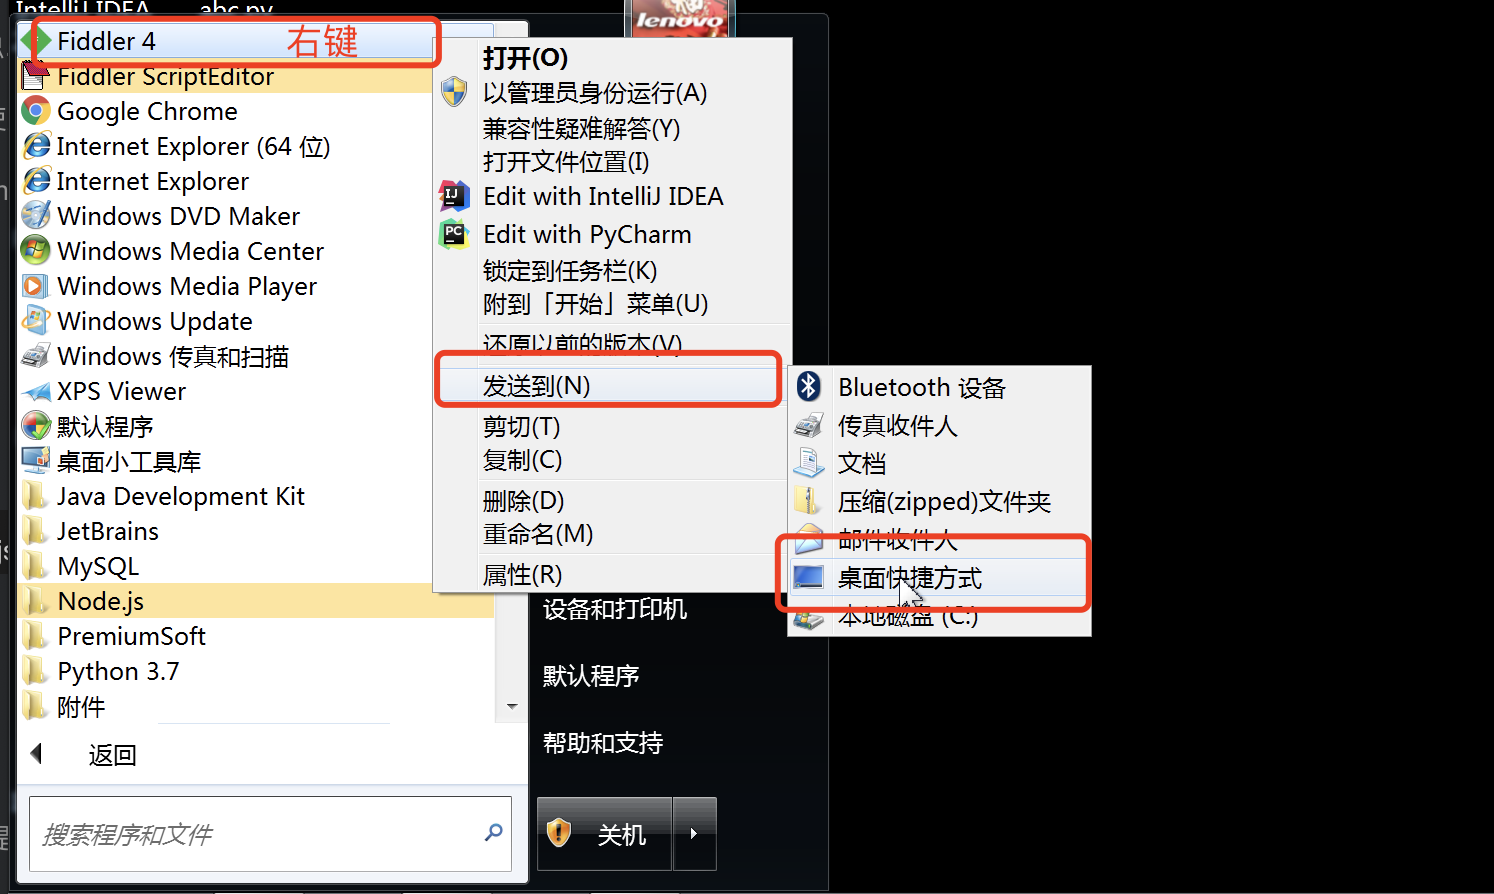 IntelliJ IDEA
abc.py
Fiddler 4
右键
Fiddler ScriptEditor
Google Chrome
Internet Explorer (64 位)
Internet Explorer
Windows DVD Maker
Windows Media Center
Windows Media Player
Windows Update
Windows 传真和扫描
XPS Viewer
默认程序
桌面小工具库
Java Development Kit
JetBrains
MySQL
Node.js
PremiumSoft
Python 3.7
附件
返回
搜索程序和文件
lenovo
打开(O)
以管理员身份运行(A)
兼容性疑难解答(Y)
打开文件位置(I)
Edit with IntelliJ IDEA
Edit with PyCharm
锁定到任务栏(K)
附到「开始」菜单(U)
还原以前的版本(V)
发送到(N)
剪切(T)
复制(C)
删除(D)
重命名(M)
属性(R)
Bluetooth 设备
传真收件人
文档
压缩(zipped)文件夹
邮件收件人
桌面快捷方式
本地磁盘 (C:)
设备和打印机
默认程序
帮助和支持
关机